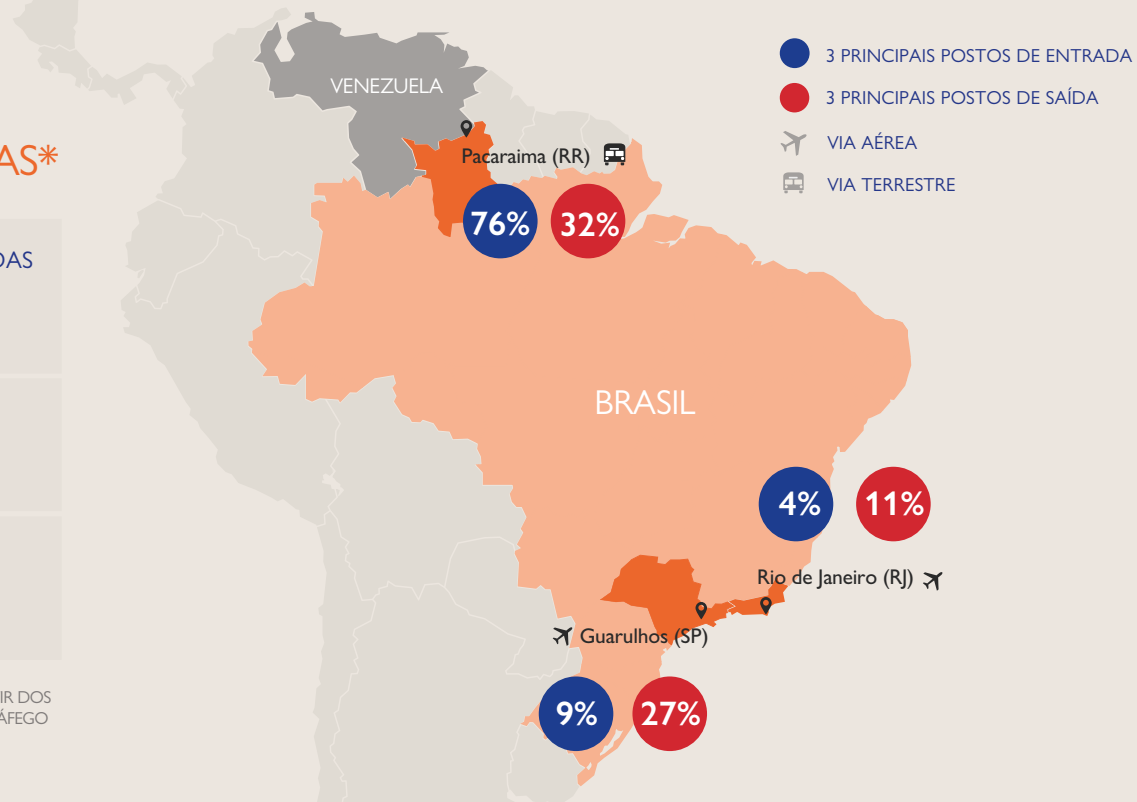 AS*
DAS
IR DOS
ÁFEGO
VENEZUELA
Pacaraima (RR)
76%
32%
BRASIL
4%
11%
Rio de Janeiro (RJ)
Guarulhos (SP)
9%
27%
3 PRINCIPAIS POSTOS DE ENTRADA
3 PRINCIPAIS POSTOS DE SAÍDA
VIA AÉREA
VIA TERRESTRE